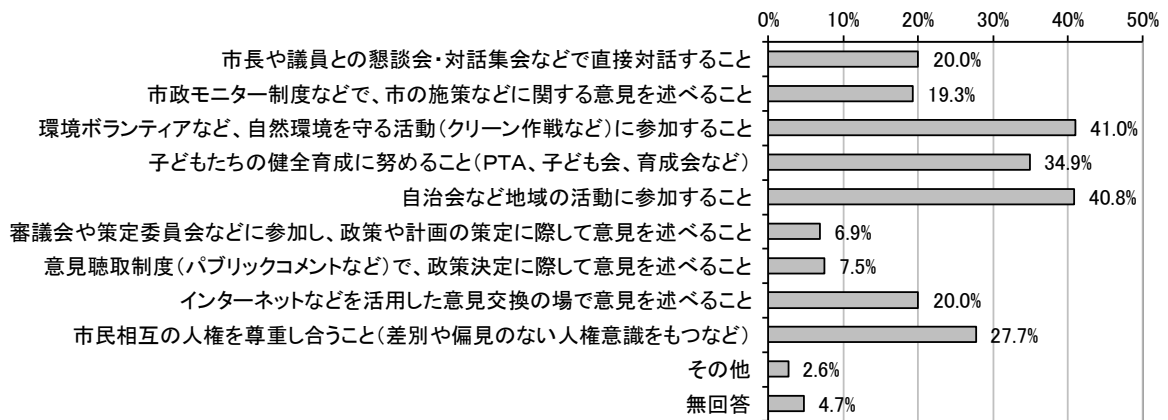 0% 10% 20% 30% 40% 50%
市長や議員との懇談会・対話集会などで直接対話すること 20.0%
市政モニター制度などで、市の施策などに関する意見を述べること 19.3%
環境ボランティアなど、自然環境を守る活動（クリーン作戦など）に参加すること 41.0%
子どもたちの健全育成に努めること（PTA、子ども会、育成会など） 34.9%
自治会など地域の活動に参加すること 40.8%
審議会や策定委員会などに参加し、政策や計画の策定に際して意見を述べること 6.9%
意見聴取制度（パブリックコメントなど）で、政策決定に際して意見を述べること 7.5%
インターネットなどを活用した意見交換の場で意見を述べること 20.0%
市民相互の人権を尊重し合うこと（差別や偏見のない人権意識をもつなど） 27.7%
その他 2.6%
無回答 4.7%